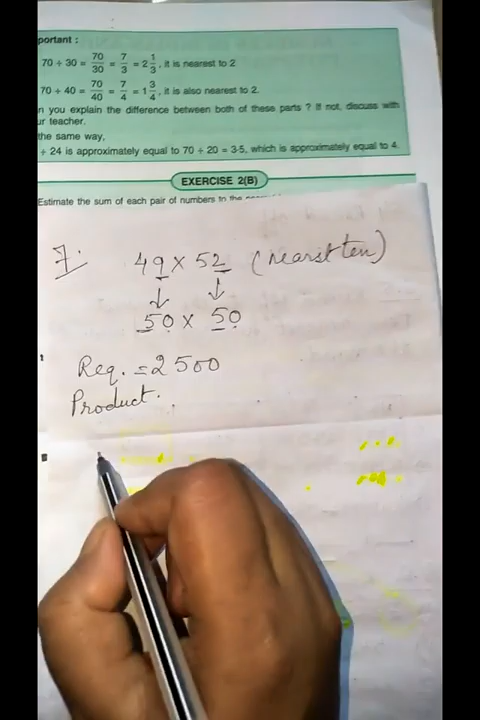 portant :
70 ÷ 30 = 70/30 = 7/3 = 2 1/3, it is nearest to 2
70 ÷ 40 = 70/40 = 7/4 = 1 3/4, it is also nearest to 2.
n you explain the difference between both of these parts ? If not, discuss with
ur teacher.
the same way,
÷ 24 is approximately equal to 70 ÷ 20 = 3·5, which is approximately equal to 4.
EXERCISE 2(B)
Estimate the sum of each pair of numbers to the
7. 49 × 52 (nearst ten)
↓ ↓
50 × 50
1
Req. = 2500
Product.